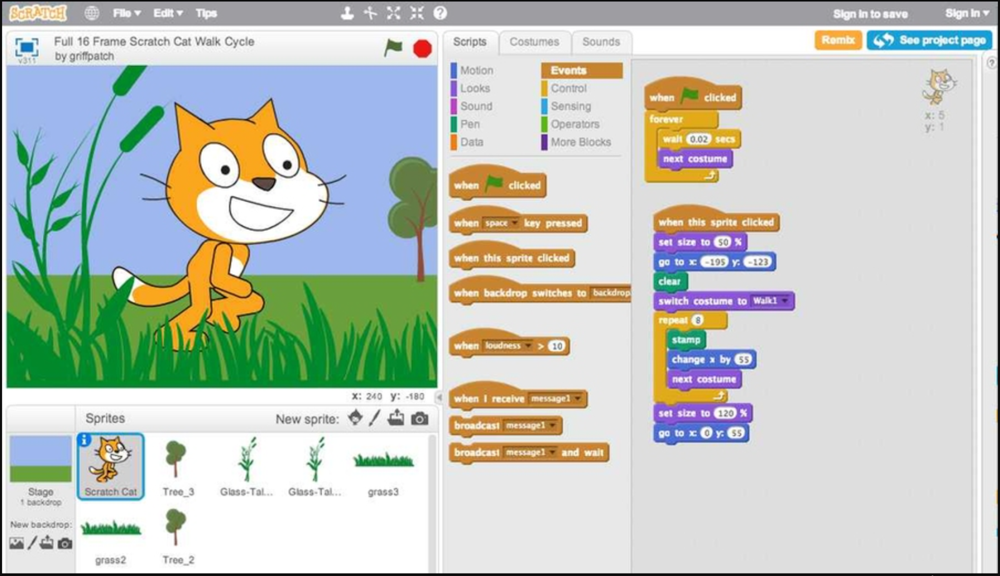 SCRATCH File ▾ Edit ▾ Tips Sign in to save Sign in ▾
v311
Full 16 Frame Scratch Cat Walk Cycle
by griffpatch
Scripts Costumes Sounds
Remix
See project page
Motion Events
Looks Control
Sound Sensing
Pen Operators
Data More Blocks
when clicked
when space ▾ key pressed
when this sprite clicked
when backdrop switches to backdrop
when loudness ▾ > 10
when I receive message1 ▾
broadcast message1 ▾
broadcast message1 ▾ and wait
when clicked
forever
wait 0.02 secs
next costume
when this sprite clicked
set size to 50 %
go to x: -195 y: -123
clear
switch costume to Walk1 ▾
repeat 8
stamp
change x by 55
next costume
set size to 120 %
go to x: 0 y: 55
x: 5
y: 1
?
x: 240 y: -180
Sprites New sprite:
Stage
1 backdrop
New backdrop:
Scratch Cat
Tree_3
Glass-Tal...
Glass-Tal...
grass3
grass2
Tree_2